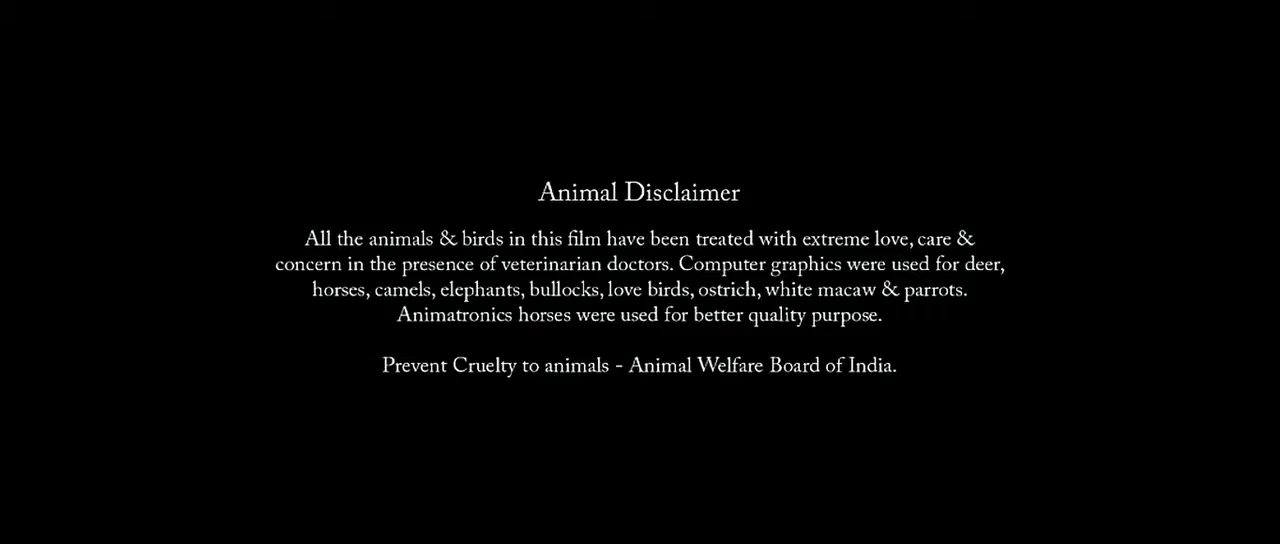 Animal Disclaimer
All the animals & birds in this film have been treated with extreme love, care &
concern in the presence of veterinarian doctors. Computer graphics were used for deer,
horses, camels, elephants, bullocks, love birds, ostrich, white macaw & parrots.
Animatronics horses were used for better quality purpose.
Prevent Cruelty to animals - Animal Welfare Board of India.